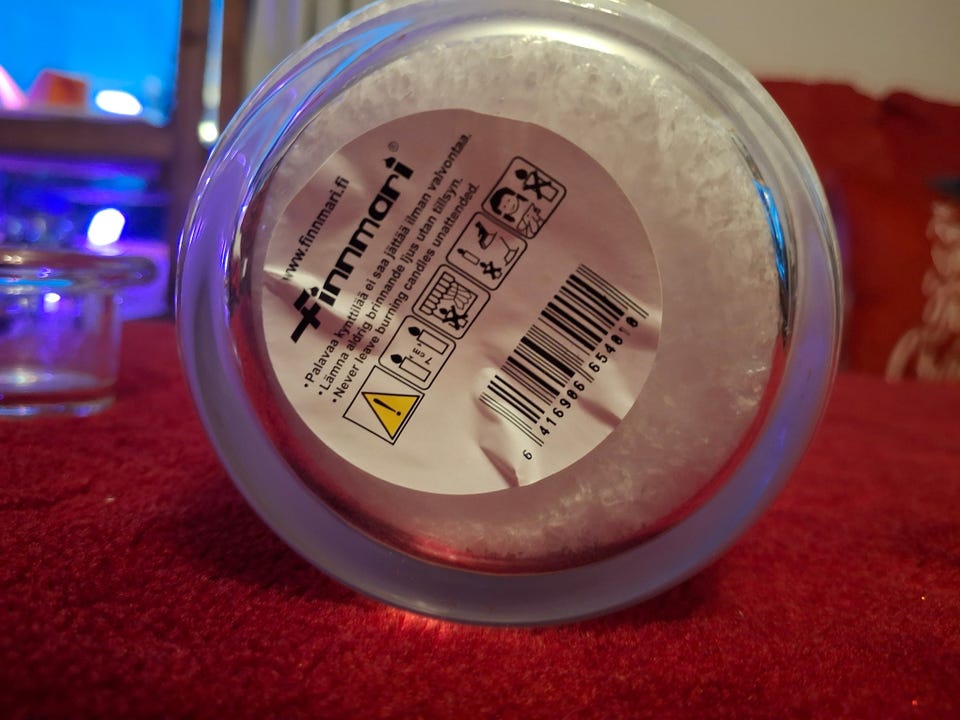 www.finnmari.fi
finnmari®
•Palavaa kynttilää ei saa jättää ilman valvontaa.
•Lämna aldrig brinnande ljus utan tillsyn.
•Never leave burning candles unattended.
6 416986 654010